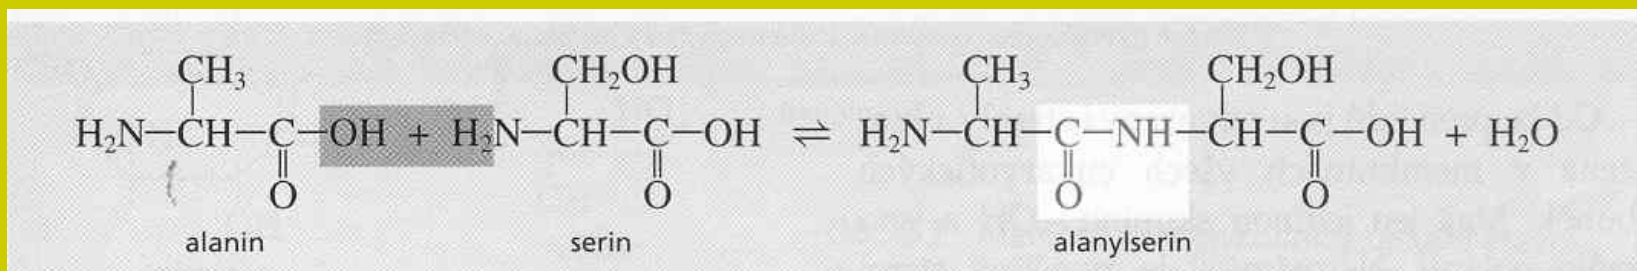 CH₃ CH₂OH CH₃ CH₂OH
H₂N—CH—C—OH + H₂N—CH—C—OH ⇌ H₂N—CH—C—NH—CH—C—OH + H₂O
O O O O
alanin serin alanylserin